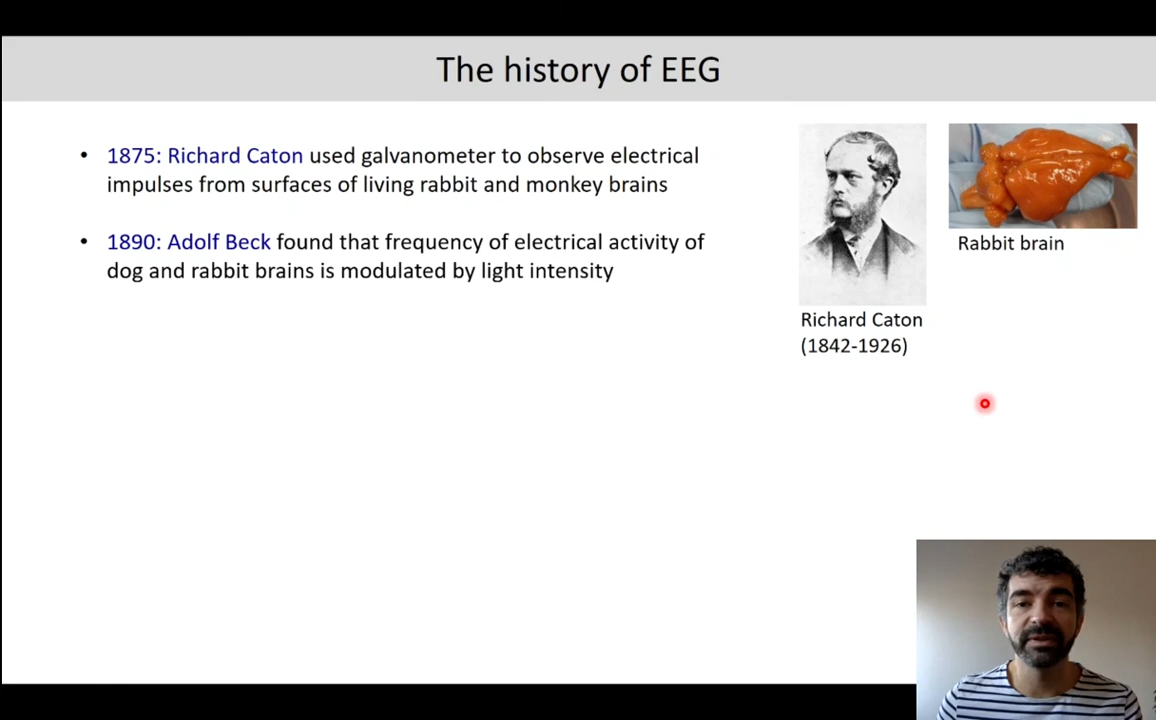 The history of EEG
• 1875: Richard Caton used galvanometer to observe electrical
impulses from surfaces of living rabbit and monkey brains
• 1890: Adolf Beck found that frequency of electrical activity of
dog and rabbit brains is modulated by light intensity
Rabbit brain
Richard Caton
(1842-1926)